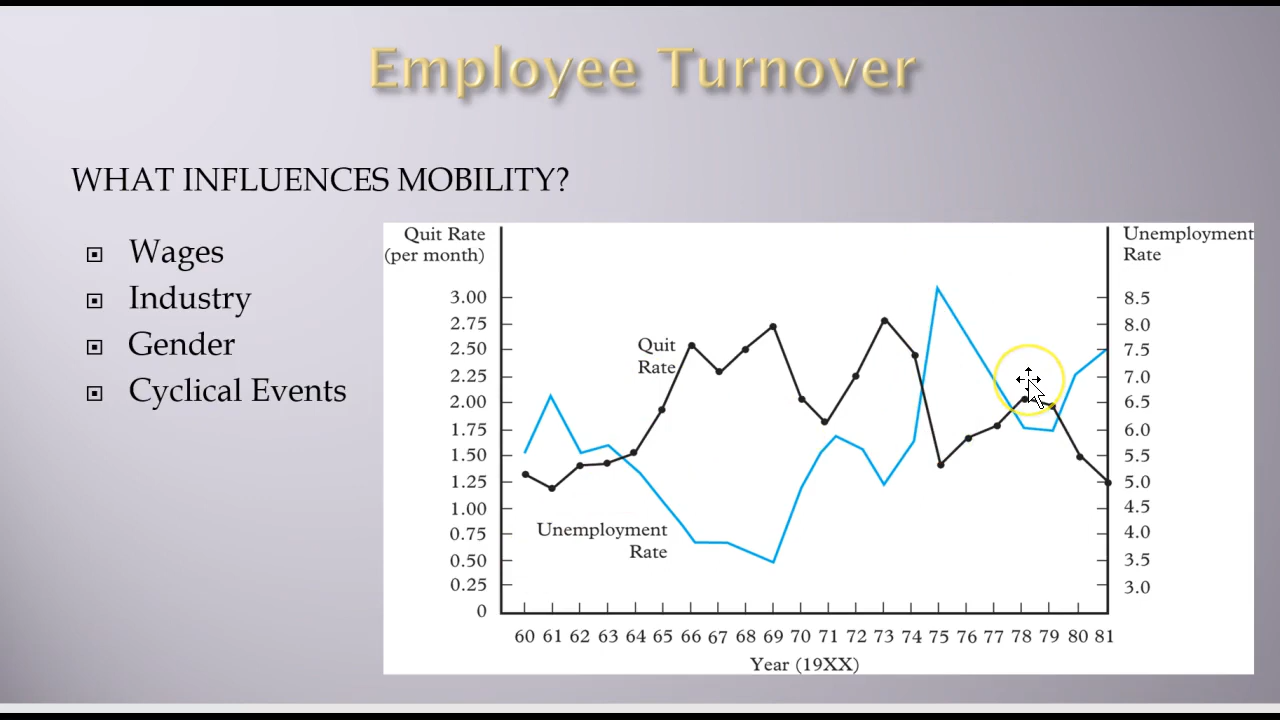 Employee Turnover
WHAT INFLUENCES MOBILITY?
Wages
Industry
Gender
Cyclical Events
Quit Rate
(per month)
3.00
2.75
2.50
2.25
2.00
1.75
1.50
1.25
1.00
0.75
0.50
0.25
0
Quit
Rate
Unemployment
Rate
Unemployment
Rate
8.5
8.0
7.5
7.0
6.5
6.0
5.5
5.0
4.5
4.0
3.5
3.0
60 61 62 63 64 65 66 67 68 69 70 71 72 73 74 75 76 77 78 79 80 81
Year (19XX)